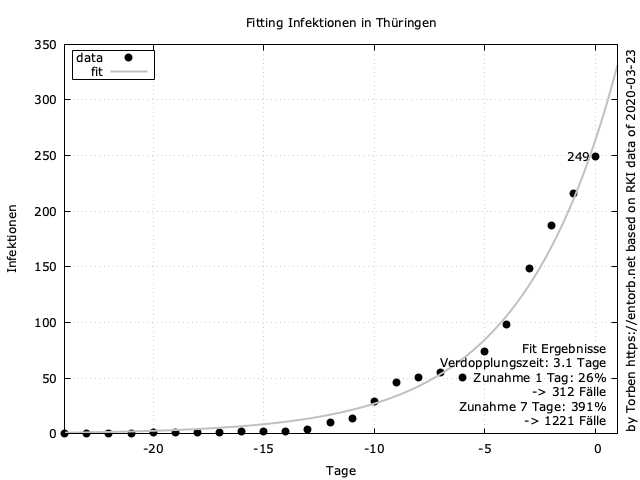 Fitting Infektionen in Thüringen
350
300
250
200
150
100
50
0
Infektionen
data
fit
249
Fit Ergebnisse
Verdopplungszeit: 3.1 Tage
Zunahme 1 Tag: 26%
-> 312 Fälle
Zunahme 7 Tage: 391%
-> 1221 Fälle
-20
-15
-10
-5
0
Tage
by Torben https://entorb.net based on RKI data of 2020-03-23